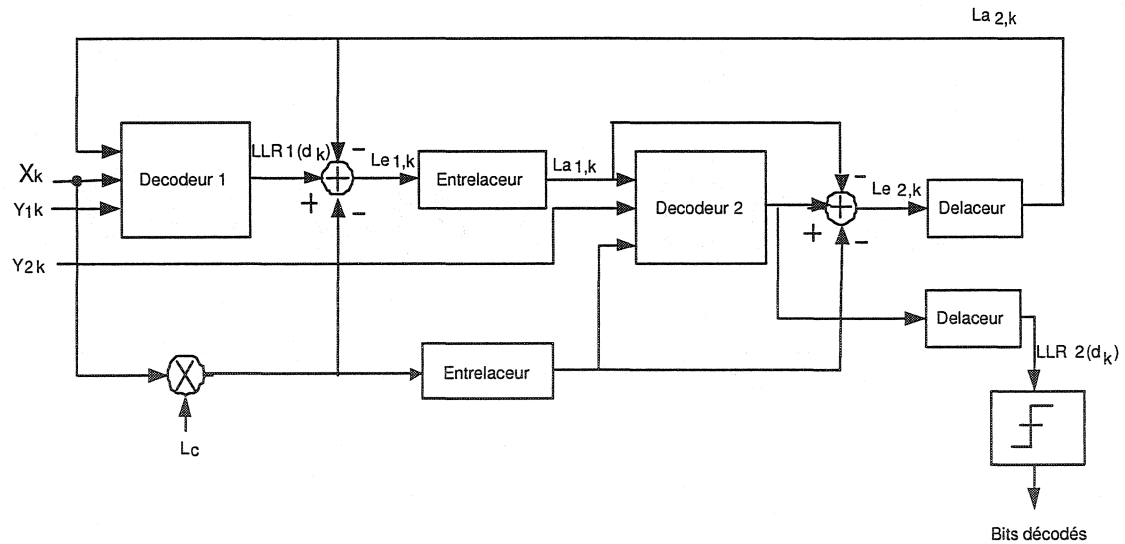 La 2,k
LLR 1(dk)
Le 1,k
La 1,k
Xk
Decodeur 1
Entrelaceur
Y1k
Decodeur 2
Le 2,k
Delaceur
Y2k
Delaceur
LLR 2(dk)
Entrelaceur
Lc
Bits décodés